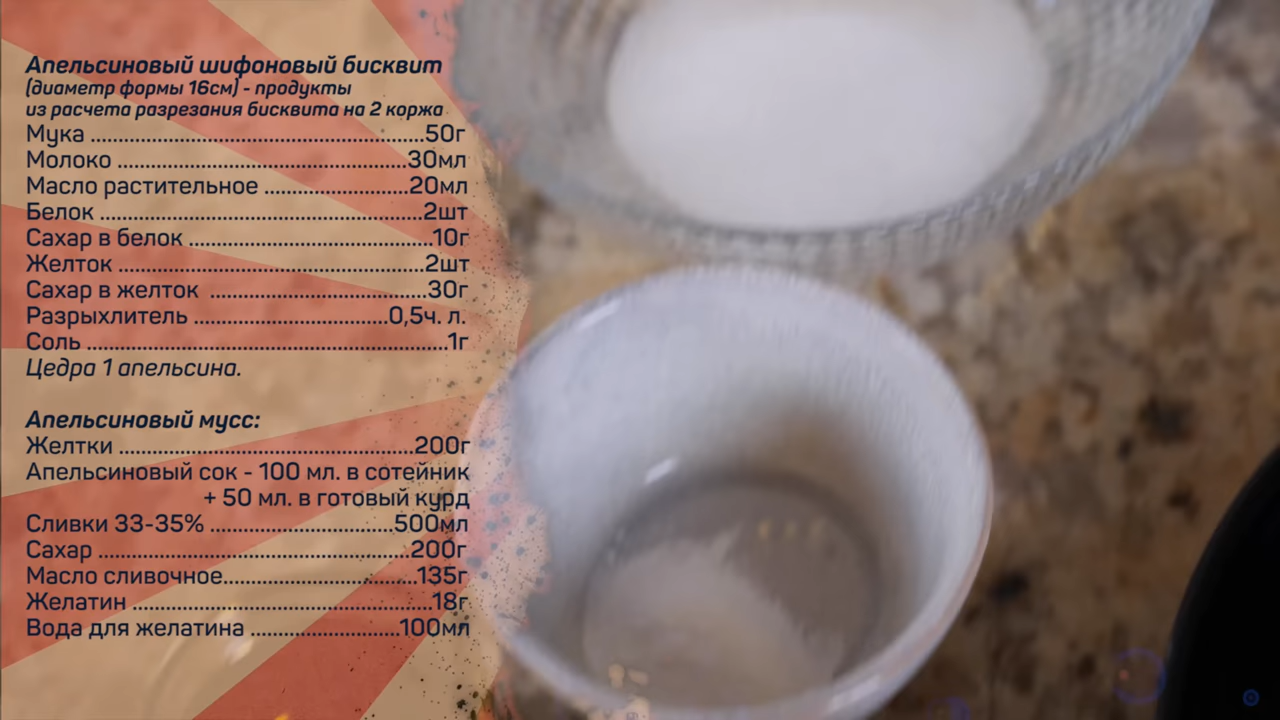 Апельсиновый шифоновый бисквит
(диаметр формы 16см) - продукты
из расчета разрезания бисквита на 2 коржа
Мука ......................................................50г
Молоко ...............................................30мл
Масло растительное .......................20мл
Белок ....................................................2шт
Сахар в белок .......................................10г
Желток .................................................2шт
Сахар в желток ...................................30г
Разрыхлитель ...............................0,5ч. л.
Соль .........................................................1г
Цедра 1 апельсина.
Апельсиновый мусс:
Желтки ...............................................200г
Апельсиновый сок - 100 мл. в сотейник
+ 50 мл. в готовый курд
Сливки 33-35% .............................500мл
Сахар ...................................................200г
Масло сливочное..............................135г
Желатин ................................................18г
Вода для желатина ........................100мл